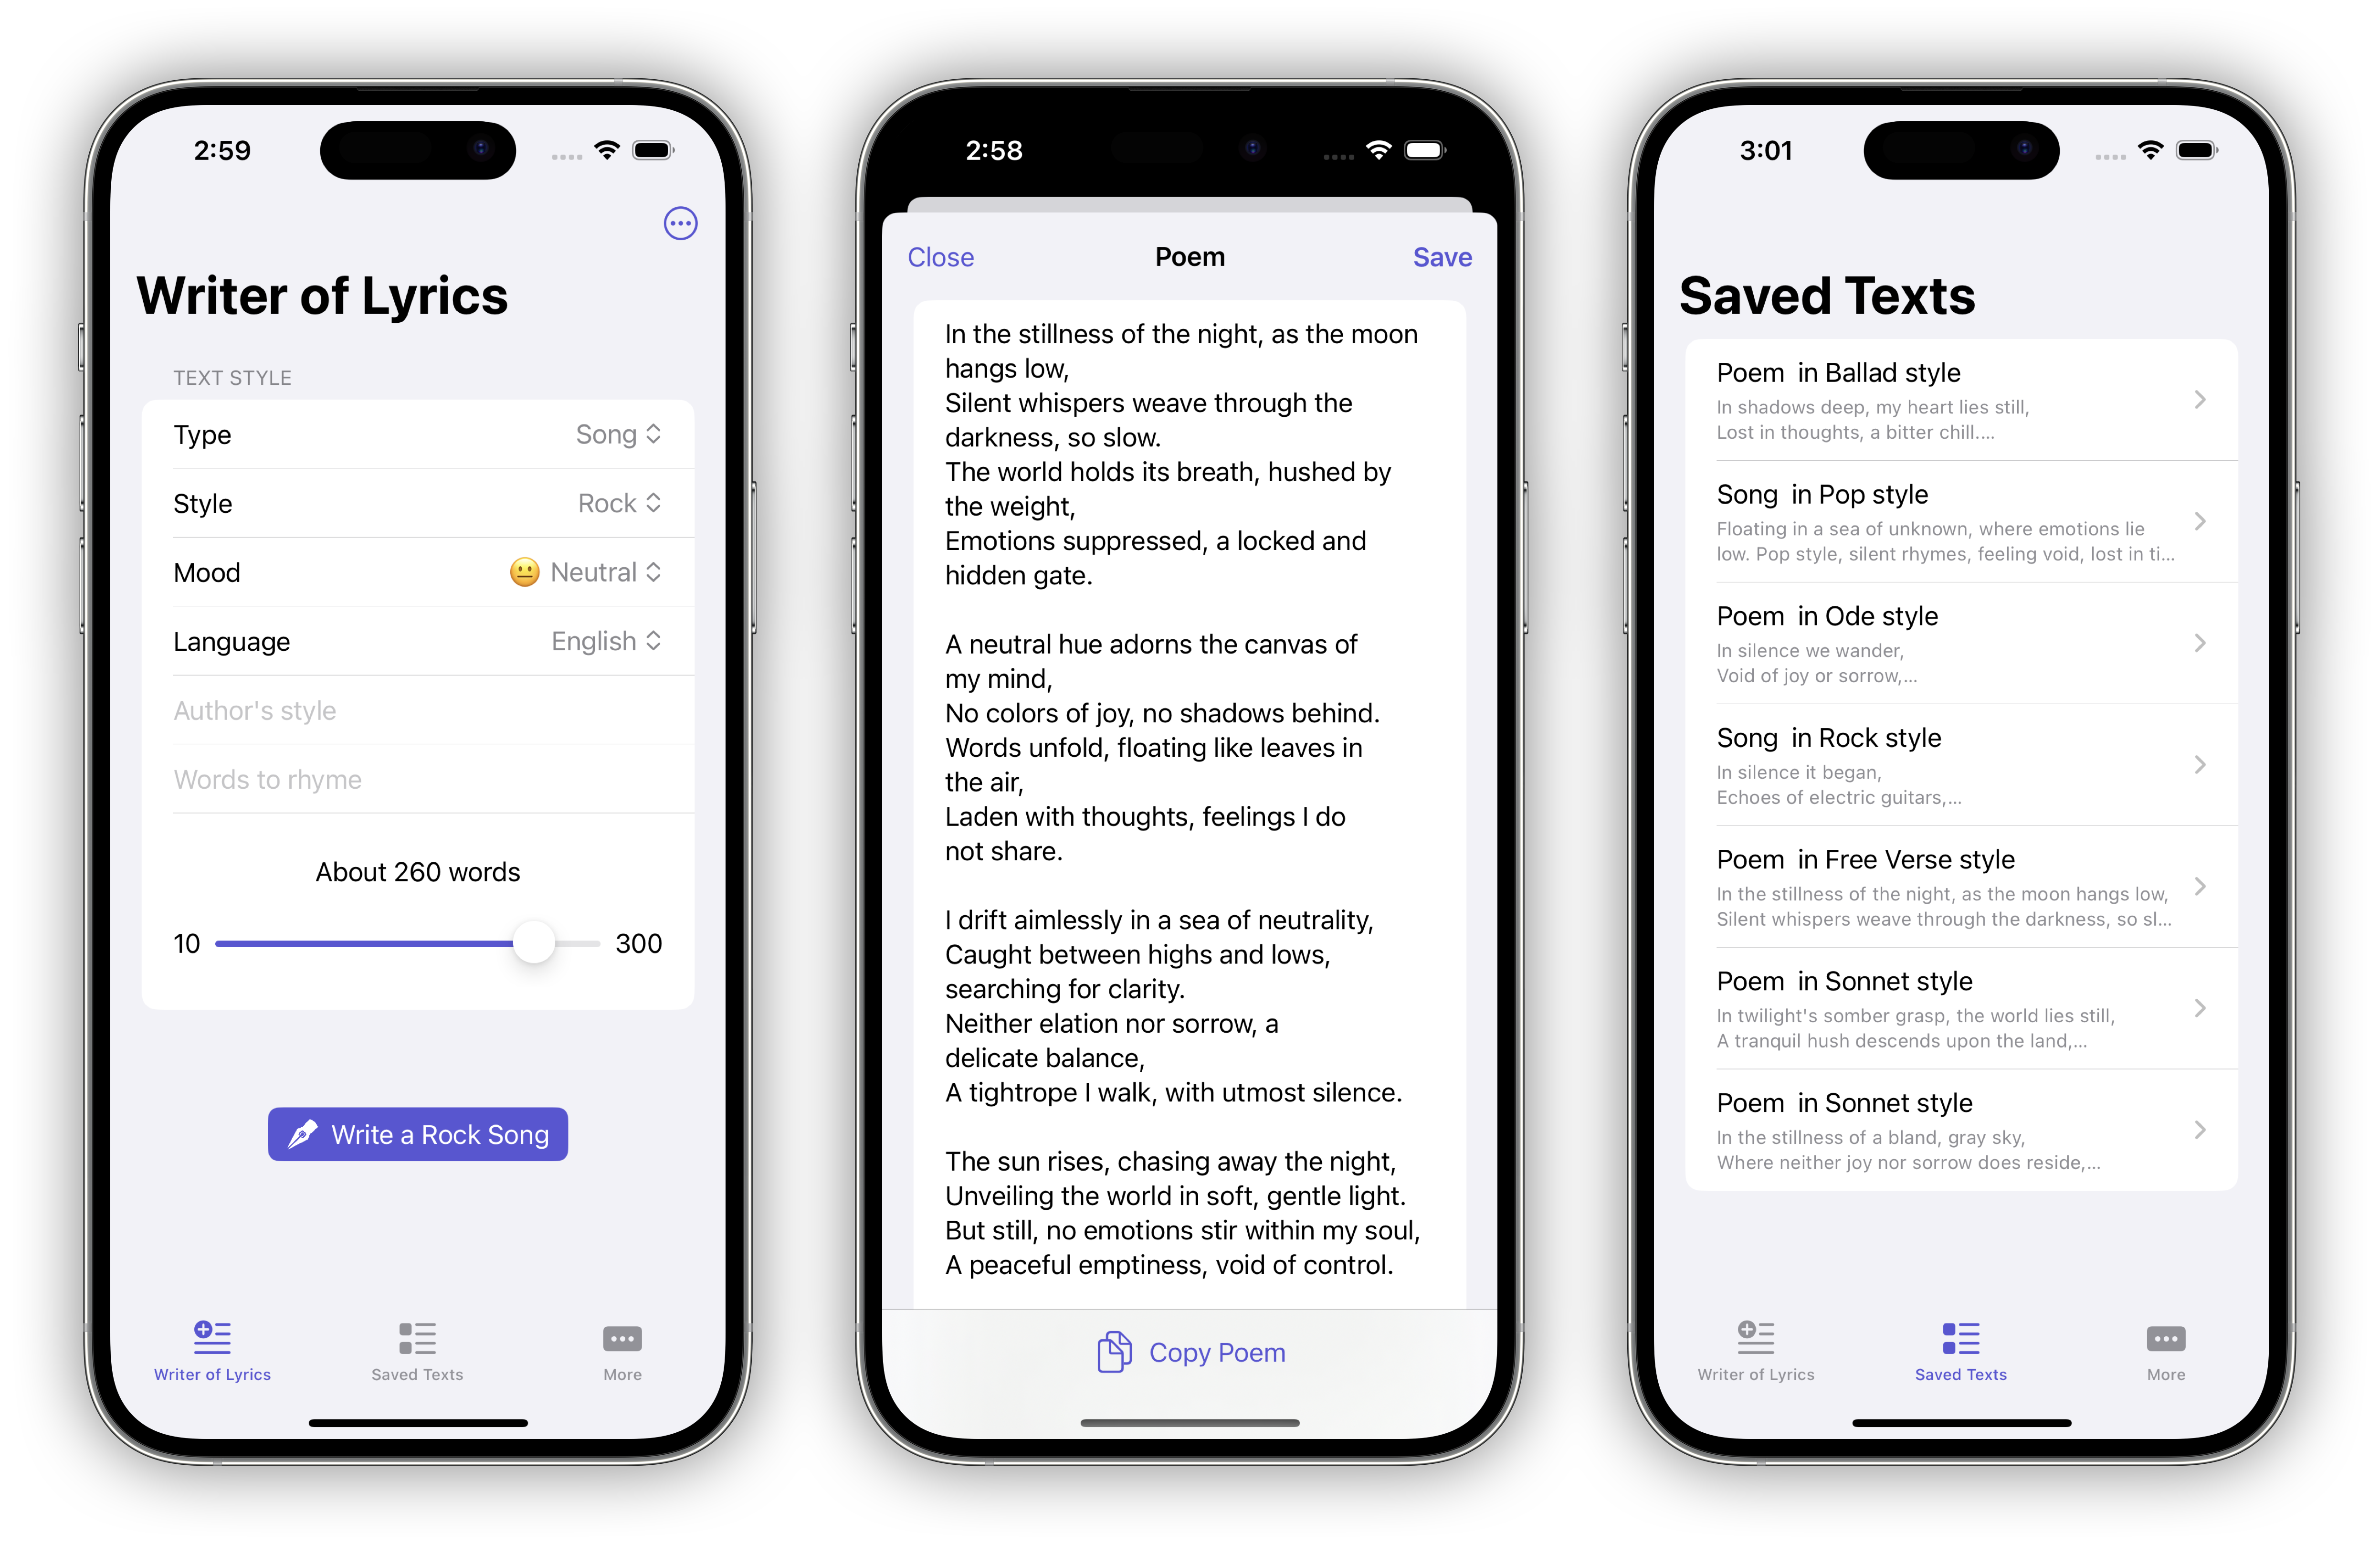 2:59
Writer of Lyrics
TEXT STYLE
Type Song
Style Rock
Mood 😐 Neutral
Language English
Author's style
Words to rhyme
About 260 words
10 300
Write a Rock Song
Writer of Lyrics Saved Texts More
2:58
Close Poem Save
In the stillness of the night, as the moon
hangs low,
Silent whispers weave through the
darkness, so slow.
The world holds its breath, hushed by
the weight,
Emotions suppressed, a locked and
hidden gate.
A neutral hue adorns the canvas of
my mind,
No colors of joy, no shadows behind.
Words unfold, floating like leaves in
the air,
Laden with thoughts, feelings I do
not share.
I drift aimlessly in a sea of neutrality,
Caught between highs and lows,
searching for clarity.
Neither elation nor sorrow, a
delicate balance,
A tightrope I walk, with utmost silence.
The sun rises, chasing away the night,
Unveiling the world in soft, gentle light.
But still, no emotions stir within my soul,
A peaceful emptiness, void of control.
Copy Poem
3:01
Saved Texts
Poem in Ballad style
In shadows deep, my heart lies still,
Lost in thoughts, a bitter chill....
Song in Pop style
Floating in a sea of unknown, where emotions lie
low. Pop style, silent rhymes, feeling void, lost in ti...
Poem in Ode style
In silence we wander,
Void of joy or sorrow,...
Song in Rock style
In silence it began,
Echoes of electric guitars,...
Poem in Free Verse style
In the stillness of the night, as the moon hangs low,
Silent whispers weave through the darkness, so sl...
Poem in Sonnet style
In twilight's somber grasp, the world lies still,
A tranquil hush descends upon the land,...
Poem in Sonnet style
In the stillness of a bland, gray sky,
Where neither joy nor sorrow does reside,...
Writer of Lyrics Saved Texts More